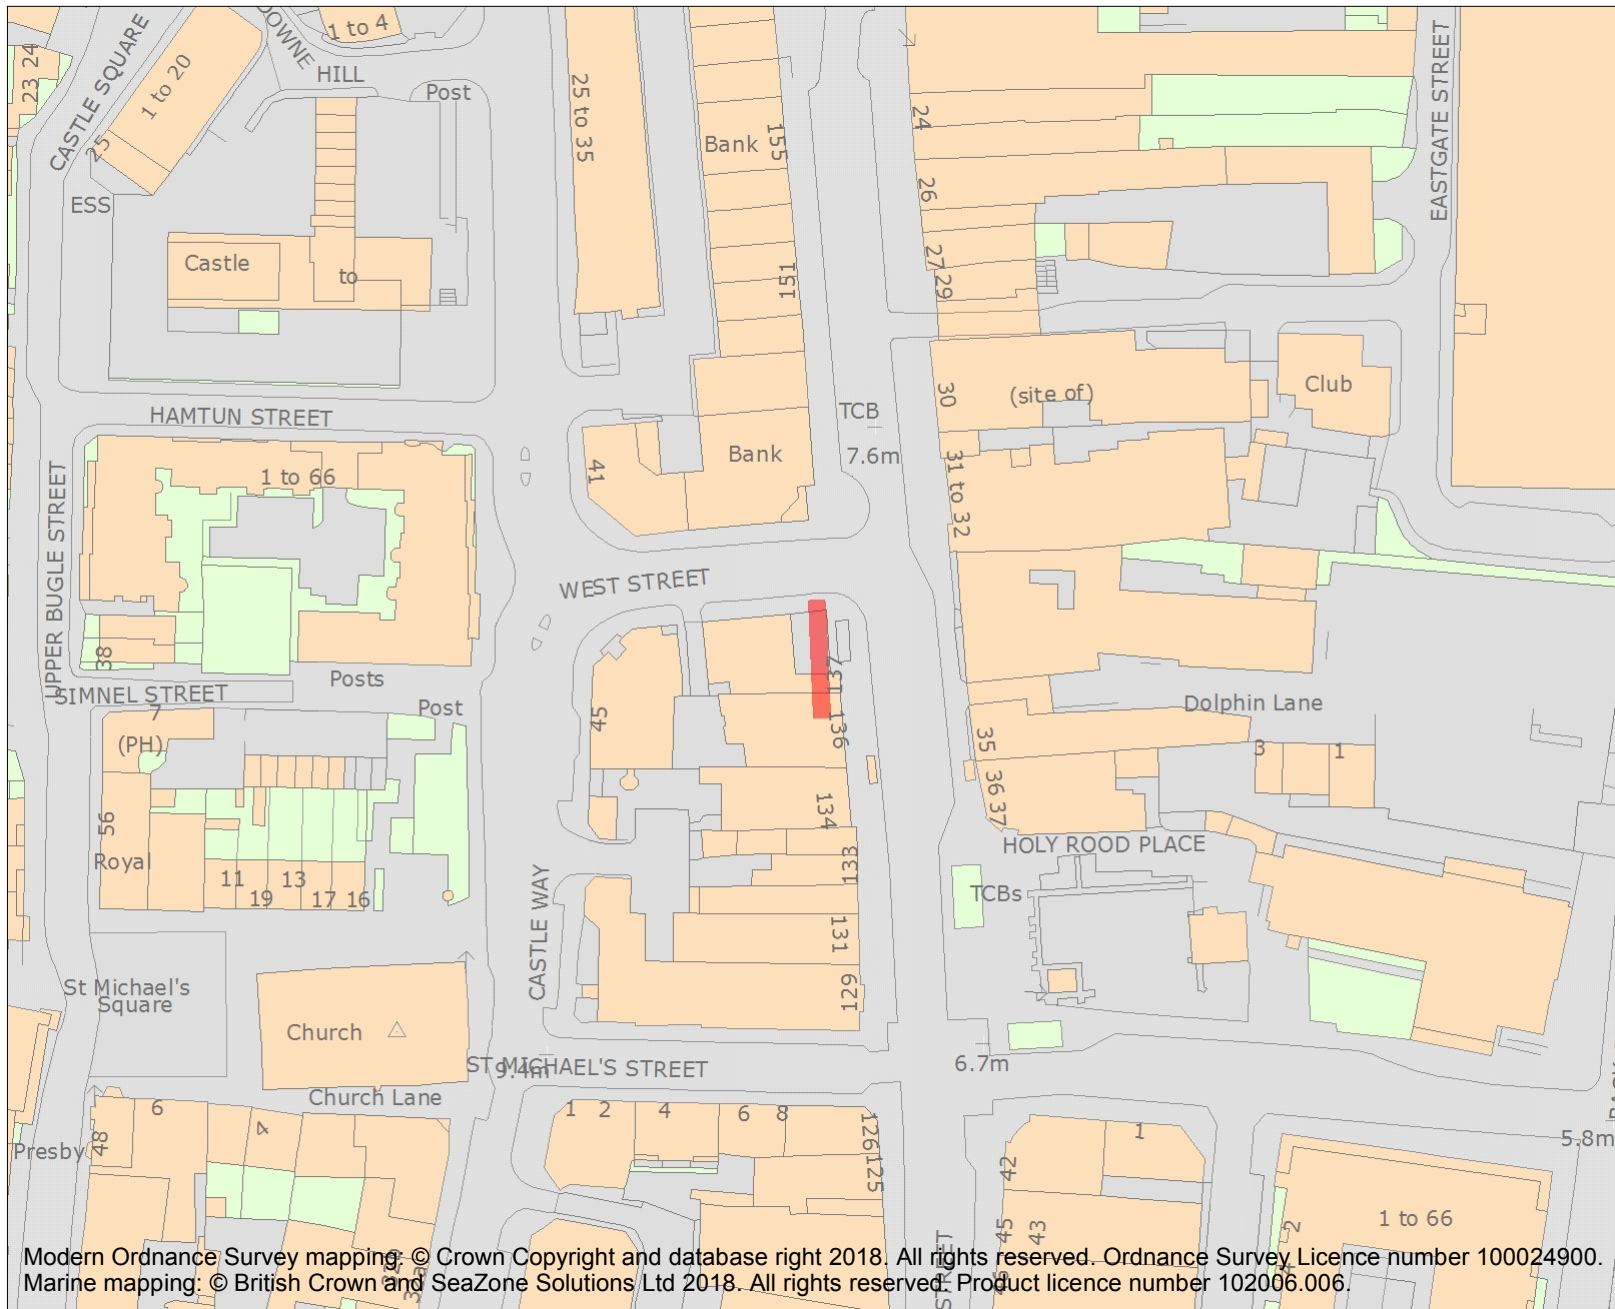 23 24
CASTLE SQUARE
1 to 20
25
ESS
DOWNE
HILL
1 to 4
Post
Castle
to
25 to 35
Bank
155
151
24
26
27
29
EASTGATE STREET
HAMTUN STREET
41
Bank
TCB
7.6m
30
(site of)
Club
31 to 32
UPPER BUGLE STREET
1 to 66
WEST STREET
38
Posts
SIMNEL STREET
7
(PH)
Post
45
137
136
35
Dolphin Lane
3
1
36
37
134
56
Royal
11
13
19
17
16
133
HOLY ROOD PLACE
TCBs
CASTLE WAY
131
129
St Michael's
Square
Church
ST MICHAEL'S STREET
9.4m
6.7m
Church Lane
6
4
48
Presby
1
2
4
6
8
126
125
42
1
5.8m
45
43
1 to 66
STREET
Modern Ordnance Survey mapping: © Crown Copyright and database right 2018. All rights reserved. Ordnance Survey Licence number 100024900.
Marine mapping: © British Crown and SeaZone Solutions Ltd 2018. All rights reserved. Product licence number 102006.006.